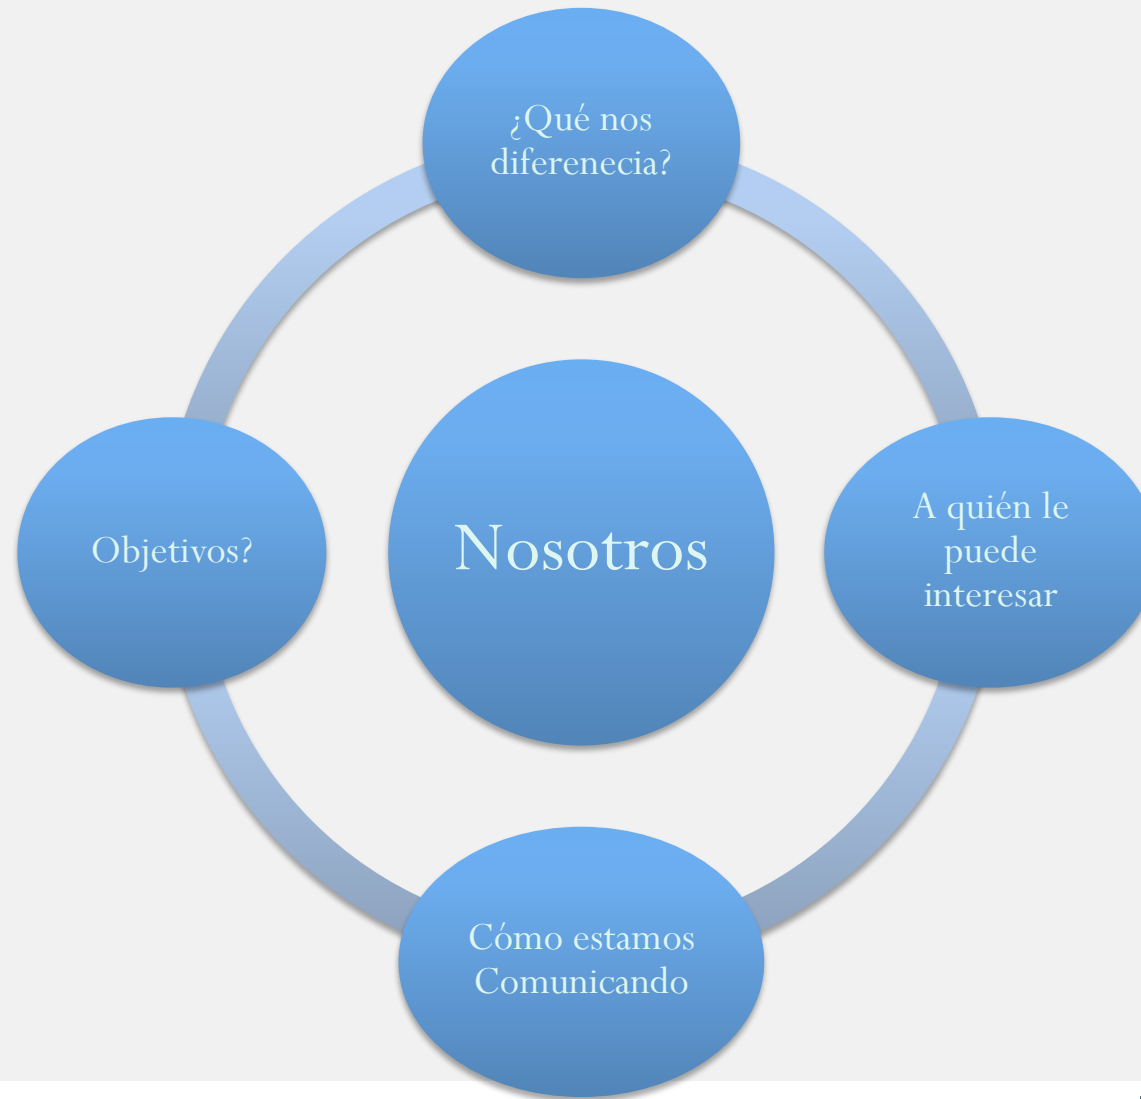 ¿Qué nos
diferenecia?
A quién le
puede
interesar
Objetivos?
Nosotros
Cómo estamos
Comunicando